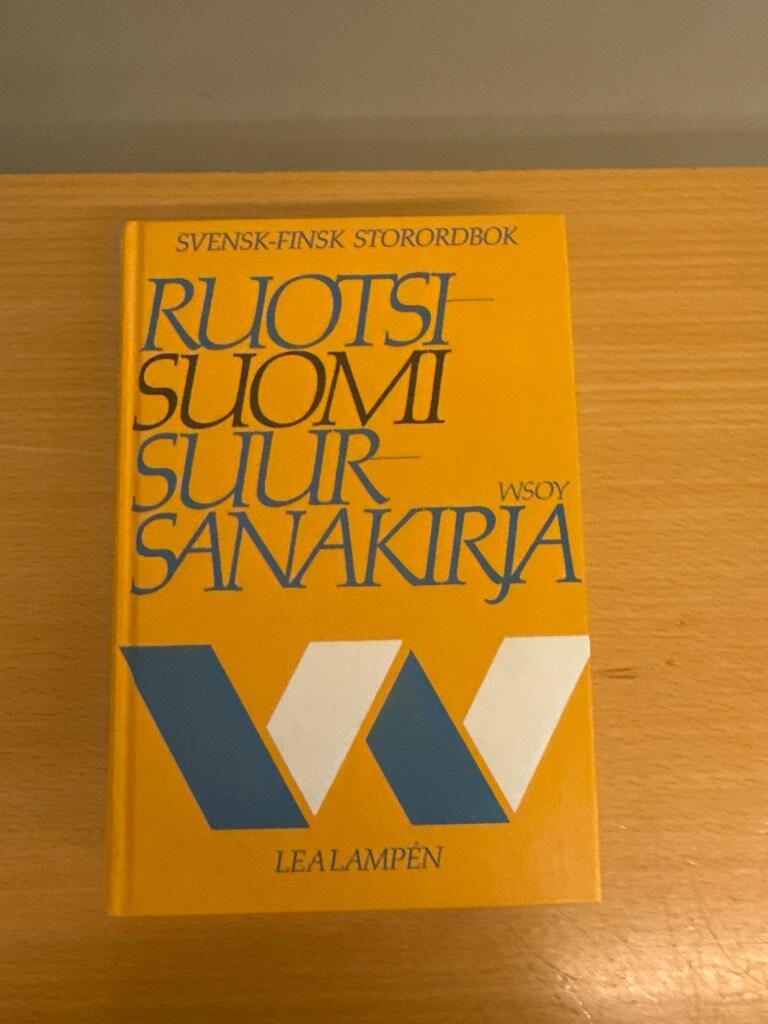 SVENSK-FINSK STORORDBOK
RUOTSI-
SUOMI
SUUR-
WSOY
SANAKIRJA
LEA LAMPÉN